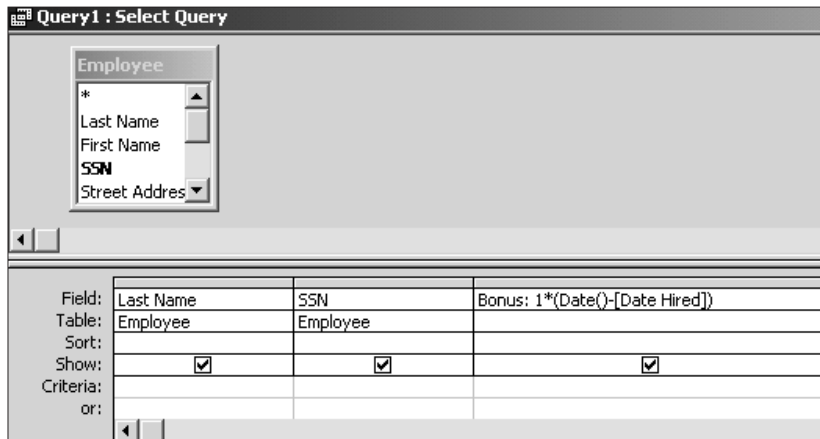 Query1 : Select Query
Employee
*
Last Name
First Name
SSN
Street Addres
Field: Last Name SSN Bonus: 1*(Date()-[Date Hired])
Table: Employee Employee
Sort:
Show:
Criteria:
or: